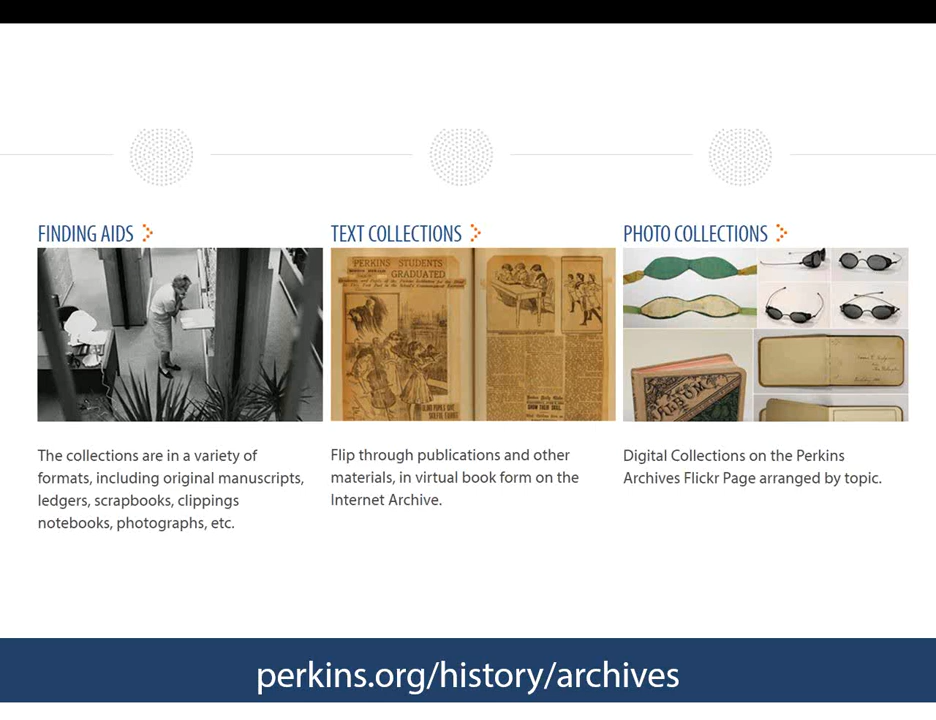 FINDING AIDS
The collections are in a variety of
formats, including original manuscripts,
ledgers, scrapbooks, clippings
notebooks, photographs, etc.
TEXT COLLECTIONS
PERKINS STUDENTS
GRADUATED
Flip through publications and other
materials, in virtual book form on the
Internet Archive.
PHOTO COLLECTIONS
ALBUM
Digital Collections on the Perkins
Archives Flickr Page arranged by topic.
perkins.org/history/archives